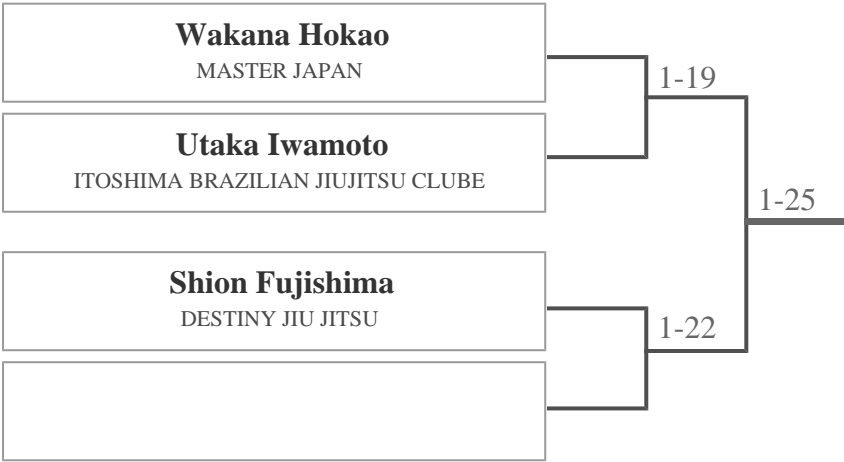 Wakana Hokao
MASTER JAPAN
1-19
Utaka Iwamoto
ITOSHIMA BRAZILIAN JIUJITSU CLUBE
1-25
Shion Fujishima
DESTINY JIU JITSU
1-22